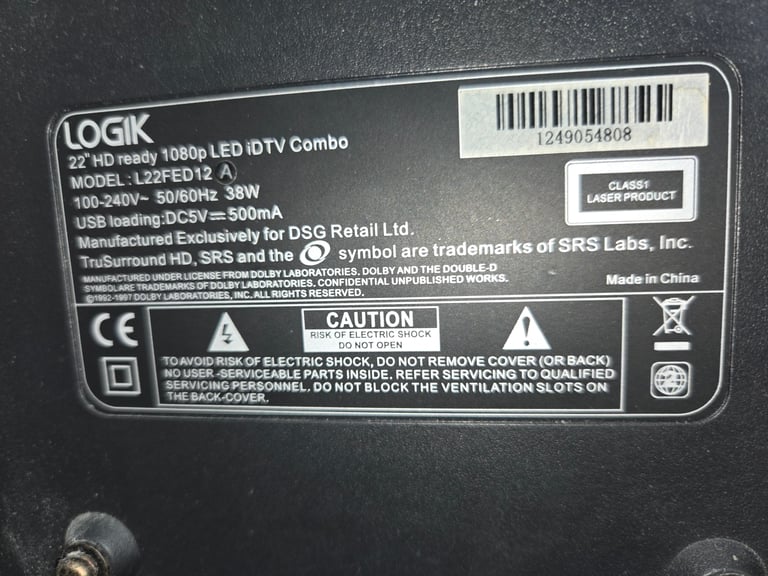 LOGIK
22" HD ready 1080p LED iDTV Combo
MODEL: L22FED12 A
100-240V~ 50/60Hz 38W
USB loading:DC5V⎓500mA
Manufactured Exclusively for DSG Retail Ltd.
TruSurround HD, SRS and the symbol are trademarks of SRS Labs, Inc.
MANUFACTURED UNDER LICENSE FROM DOLBY LABORATORIES, DOLBY AND THE DOUBLE-D
SYMBOLARE TRADEMARKS OF DOLBY LABORATORIES. CONFIDENTIAL UNPUBLISHED WORKS.
©1992-1997 DOLBY LABORATORIES, INC. ALL RIGHTS RESERVED.
1249054808
CLASS1
LASER PRODUCT
Made in China
CE
CAUTION
RISK OF ELECTRIC SHOCK
DO NOT OPEN
TO AVOID RISK OF ELECTRIC SHOCK, DO NOT REMOVE COVER (OR BACK)
NO USER -SERVICEABLE PARTS INSIDE. REFER SERVICING TO QUALIFIED
SERVICING PERSONNEL. DO NOT BLOCK THE VENTILATION SLOTS ON
THE BACK-COVER.